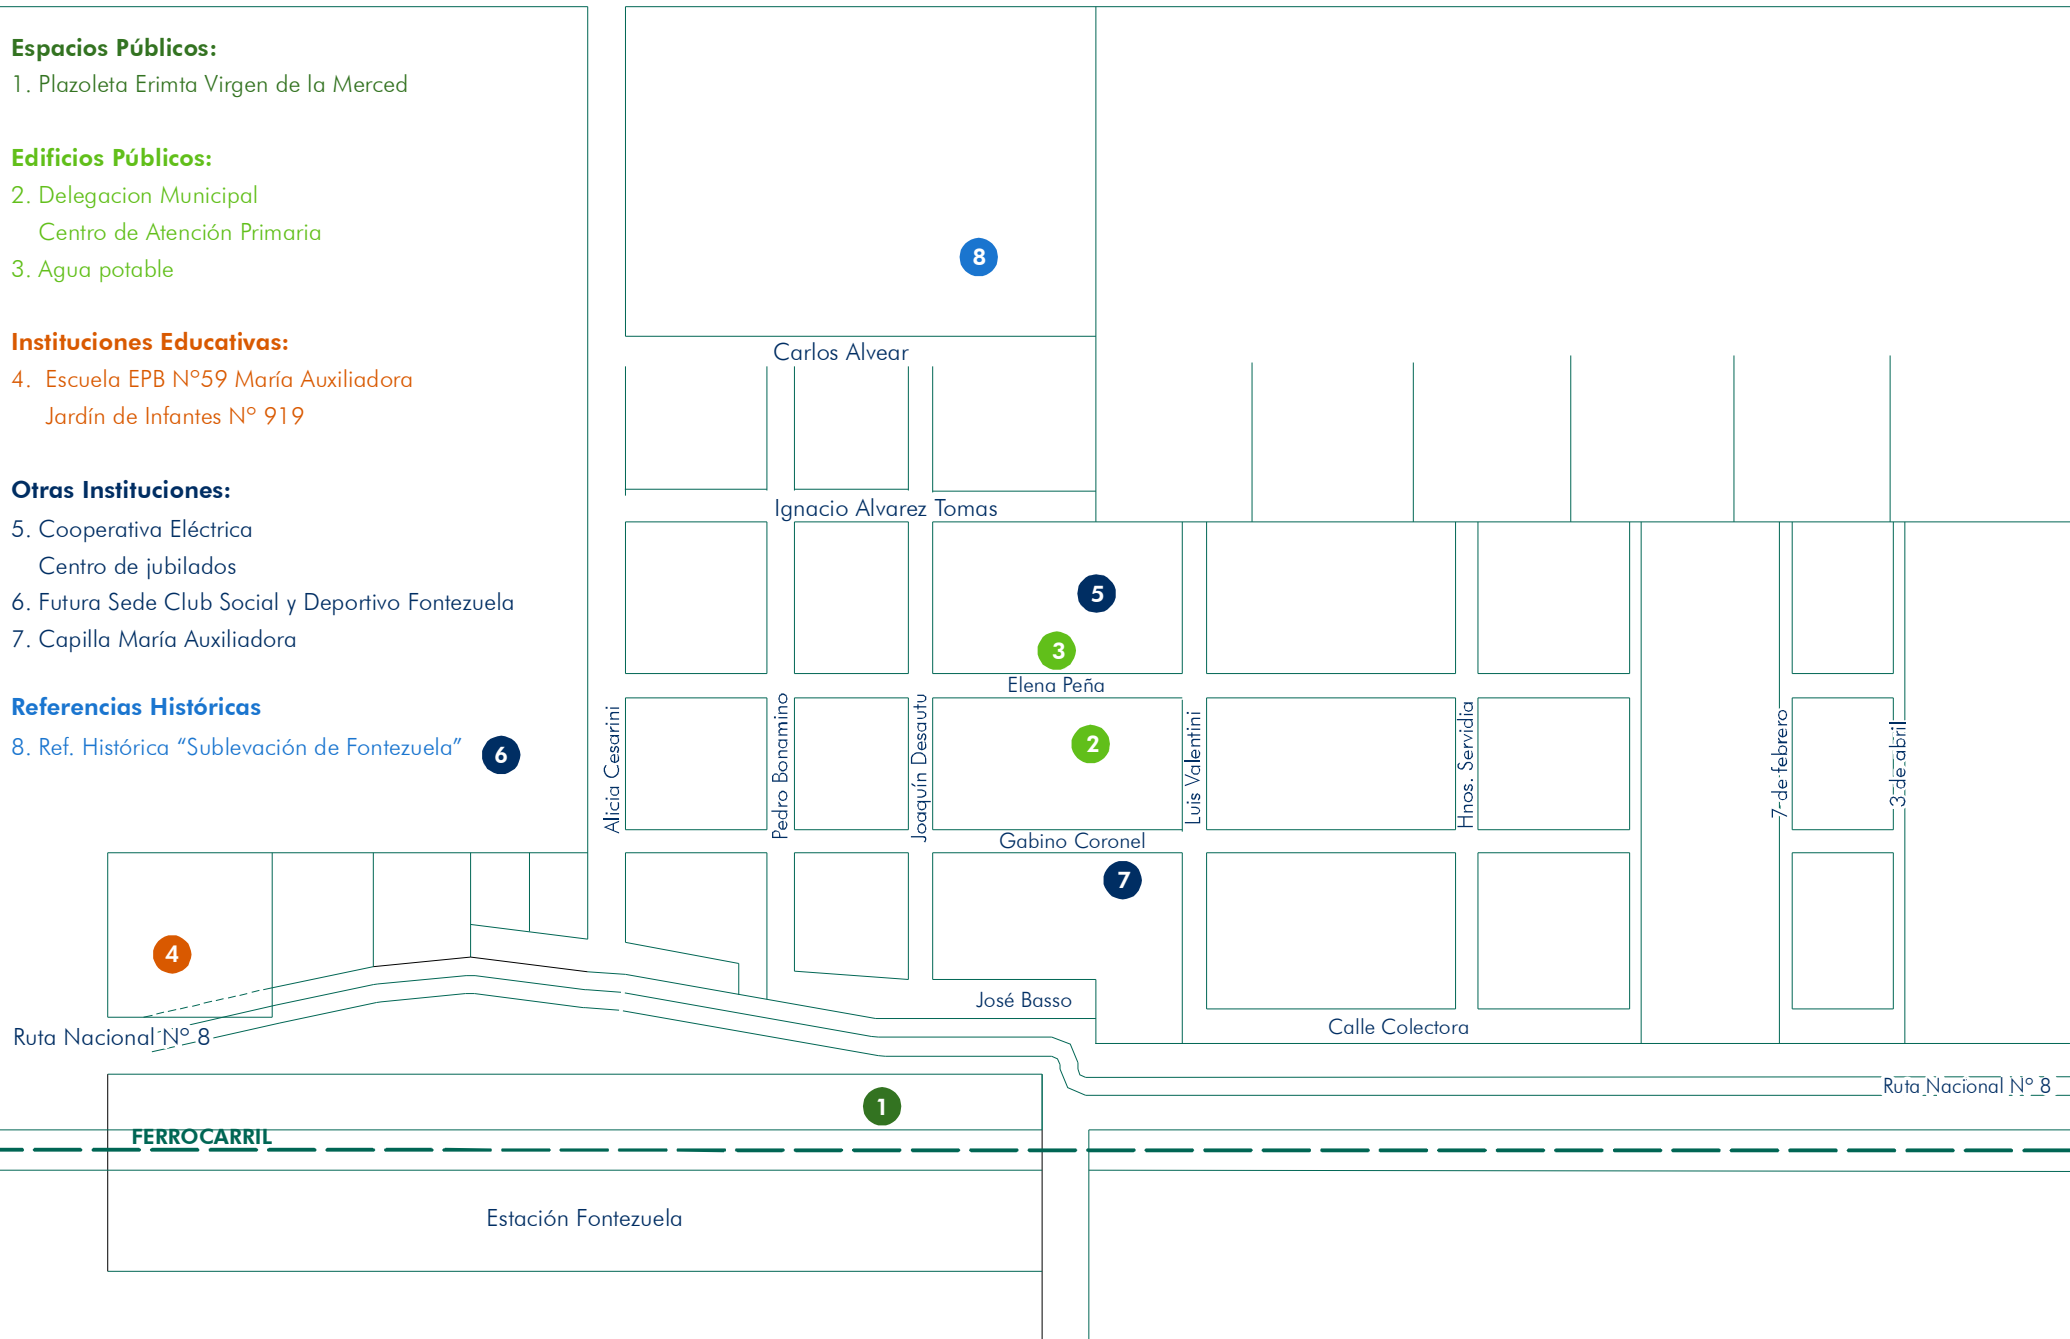 Espacios Públicos:
1. Plazoleta Erimta Virgen de la Merced
Edificios Públicos:
2. Delegacion Municipal
Centro de Atención Primaria
3. Agua potable
Instituciones Educativas:
4. Escuela EPB Nº59 María Auxiliadora
Jardín de Infantes Nº 919
Otras Instituciones:
5. Cooperativa Eléctrica
Centro de jubilados
6. Futura Sede Club Social y Deportivo Fontezuela
7. Capilla María Auxiliadora
Referencias Históricas
8. Ref. Histórica “Sublevación de Fontezuela”
8
Carlos Alvear
Ignacio Alvarez Tomas
5
3
Elena Peña
6
Alicia Cesarini
Pedro Bonamino
Joaquín Desautu
2
Luis Valentini
Hnos. Servidia
7 de febrero
3 de abril
Gabino Coronel
7
4
José Basso
Calle Colectora
Ruta Nacional Nº 8
Ruta Nacional Nº 8
1
FERROCARRIL
Estación Fontezuela